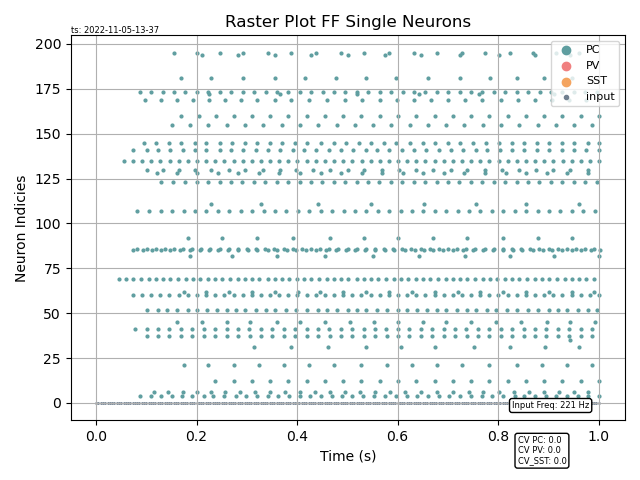 Raster Plot FF Single Neurons
ts: 2022-11-05-13-37
PC
PV
SST
input
200
175
150
125
100
75
50
25
0
Neuron Indicies
Input Freq: 221 Hz
0.0 0.2 0.4 0.6 0.8 1.0
Time (s)
CV PC: 0.0
CV PV: 0.0
CV_SST: 0.0